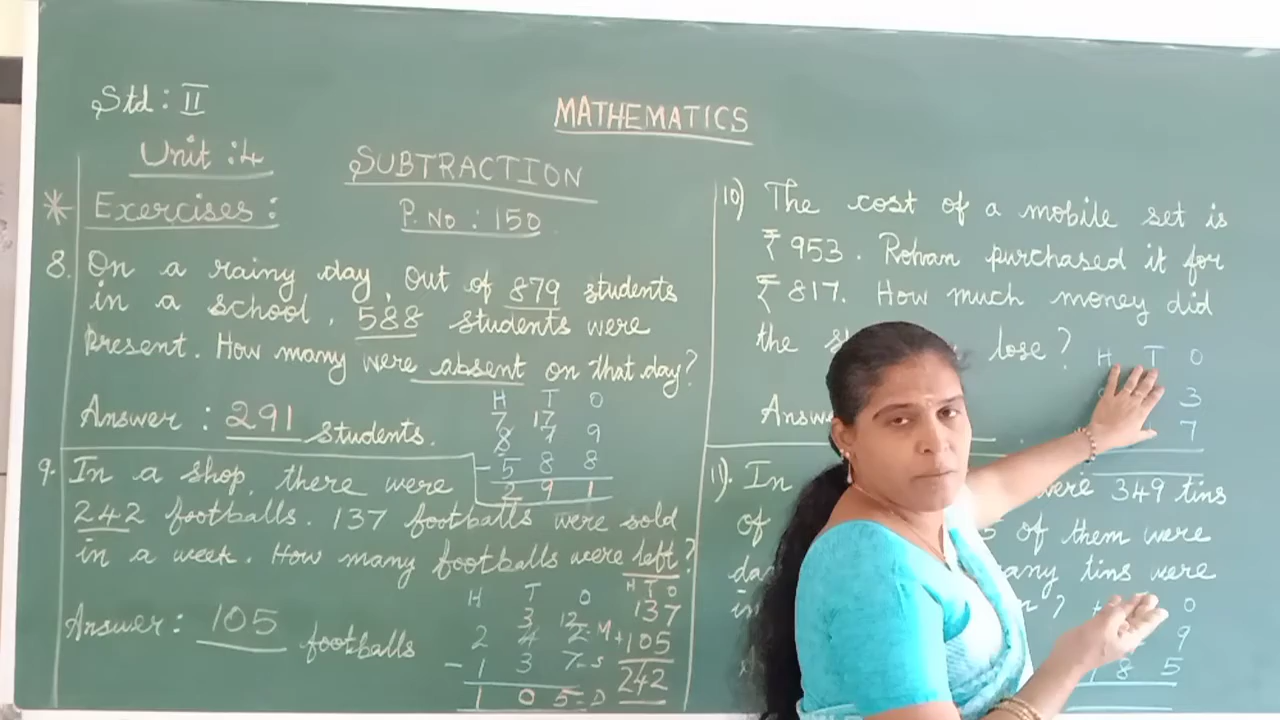 Std : II
MATHEMATICS
Unit : 4
SUBTRACTION
* Exercises :
P. No : 150
8. On a rainy day, out of 879 students
in a school, 588 students were
Present. How many were absent on that day?
H T O
7 17
Answer : 291 students.
8 7 9
- 5 8 8
2 9 1
9. In a shop, there were
242 footballs. 137 footballs were sold
in a week. How many footballs were left?
H T O
3 12
Answer : 105 footballs
2 4 2 - M
- 1 3 7 - S
1 0 5 - D
H T O
137
+105
242
10) The cost of a mobile set is
₹ 953. Rohan purchased it for
₹ 817. How much money did
the lose?
H T O
3
7
11). In were 349 tins
of of them were
tins were
O
9
1 8 5